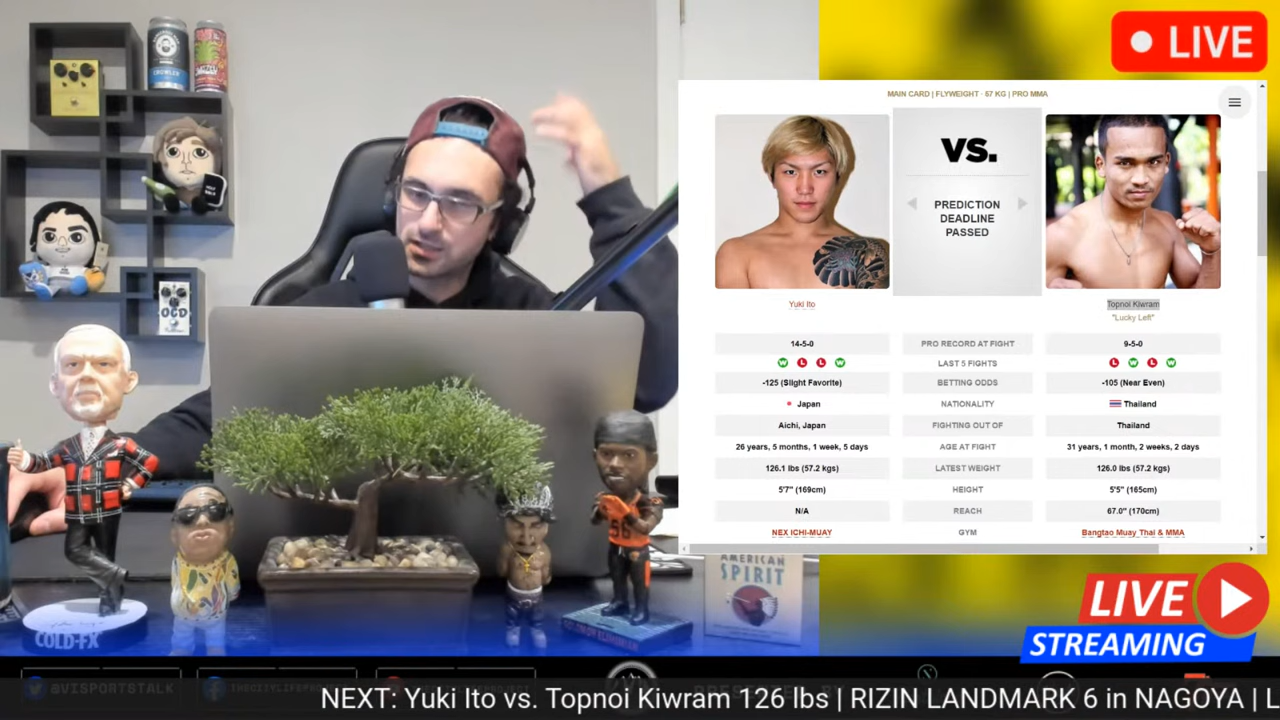 LIVE
MAIN CARD | FLYWEIGHT · 57 KG | PRO MMA
VS.
PREDICTION
DEADLINE
PASSED
Yuki Ito
Topnoi Kiwram
"Lucky Left"
14-5-0 PRO RECORD AT FIGHT 9-5-0
W L L W LAST 5 FIGHTS L W L W
-125 (Slight Favorite) BETTING ODDS -105 (Near Even)
Japan NATIONALITY Thailand
Aichi, Japan FIGHTING OUT OF Thailand
26 years, 5 months, 1 week, 5 days AGE AT FIGHT 31 years, 1 month, 2 weeks, 2 days
126.1 lbs (57.2 kgs) LATEST WEIGHT 126.0 lbs (57.2 kgs)
5'7" (169cm) HEIGHT 5'5" (165cm)
N/A REACH 67.0" (170cm)
NEX ICHI-MUAY GYM Bangtao Muay Thai & MMA
CROWLER
OCD
AMERICAN
SPIRIT
COLD-FX
LIVE
STREAMING
@VISPORTSTALK
NEXT: Yuki Ito vs. Topnoi Kiwram 126 lbs | RIZIN LANDMARK 6 in NAGOYA | L